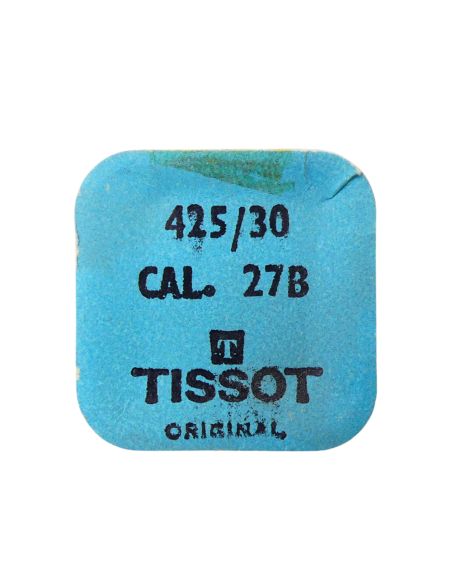 425/30
CAL. 27B
T
TISSOT
ORIGINAL